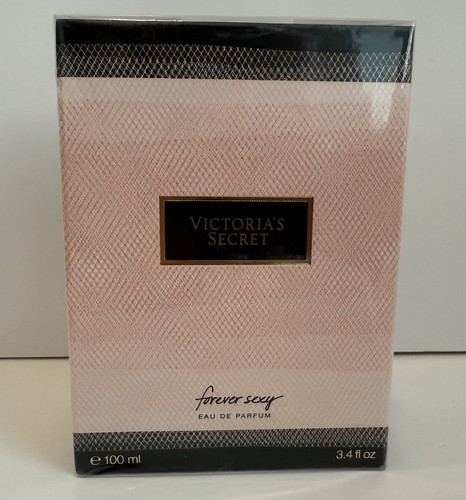 VICTORIA'S
SECRET
forever sexy
EAU DE PARFUM
℮ 100 ml
3.4 fl oz